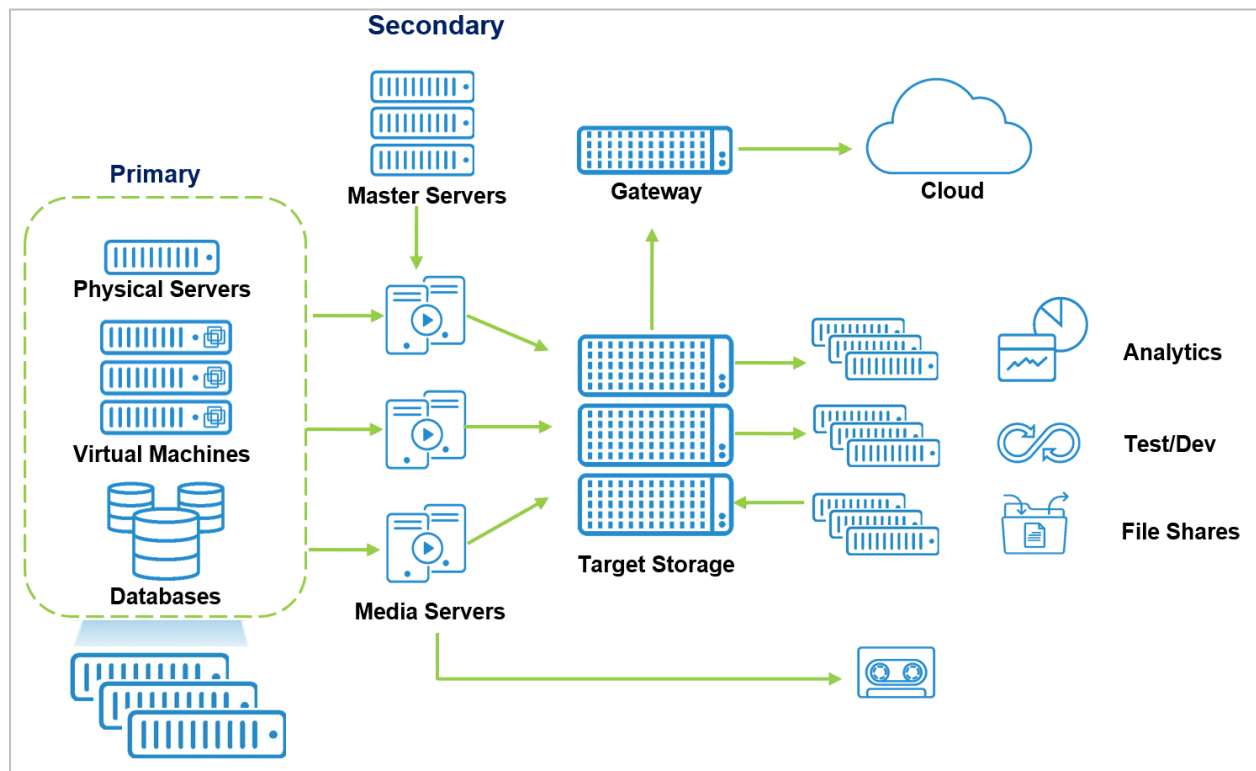 Secondary
Primary
Master Servers
Gateway
Cloud
Physical Servers
Virtual Machines
Databases
Media Servers
Target Storage
Analytics
Test/Dev
File Shares